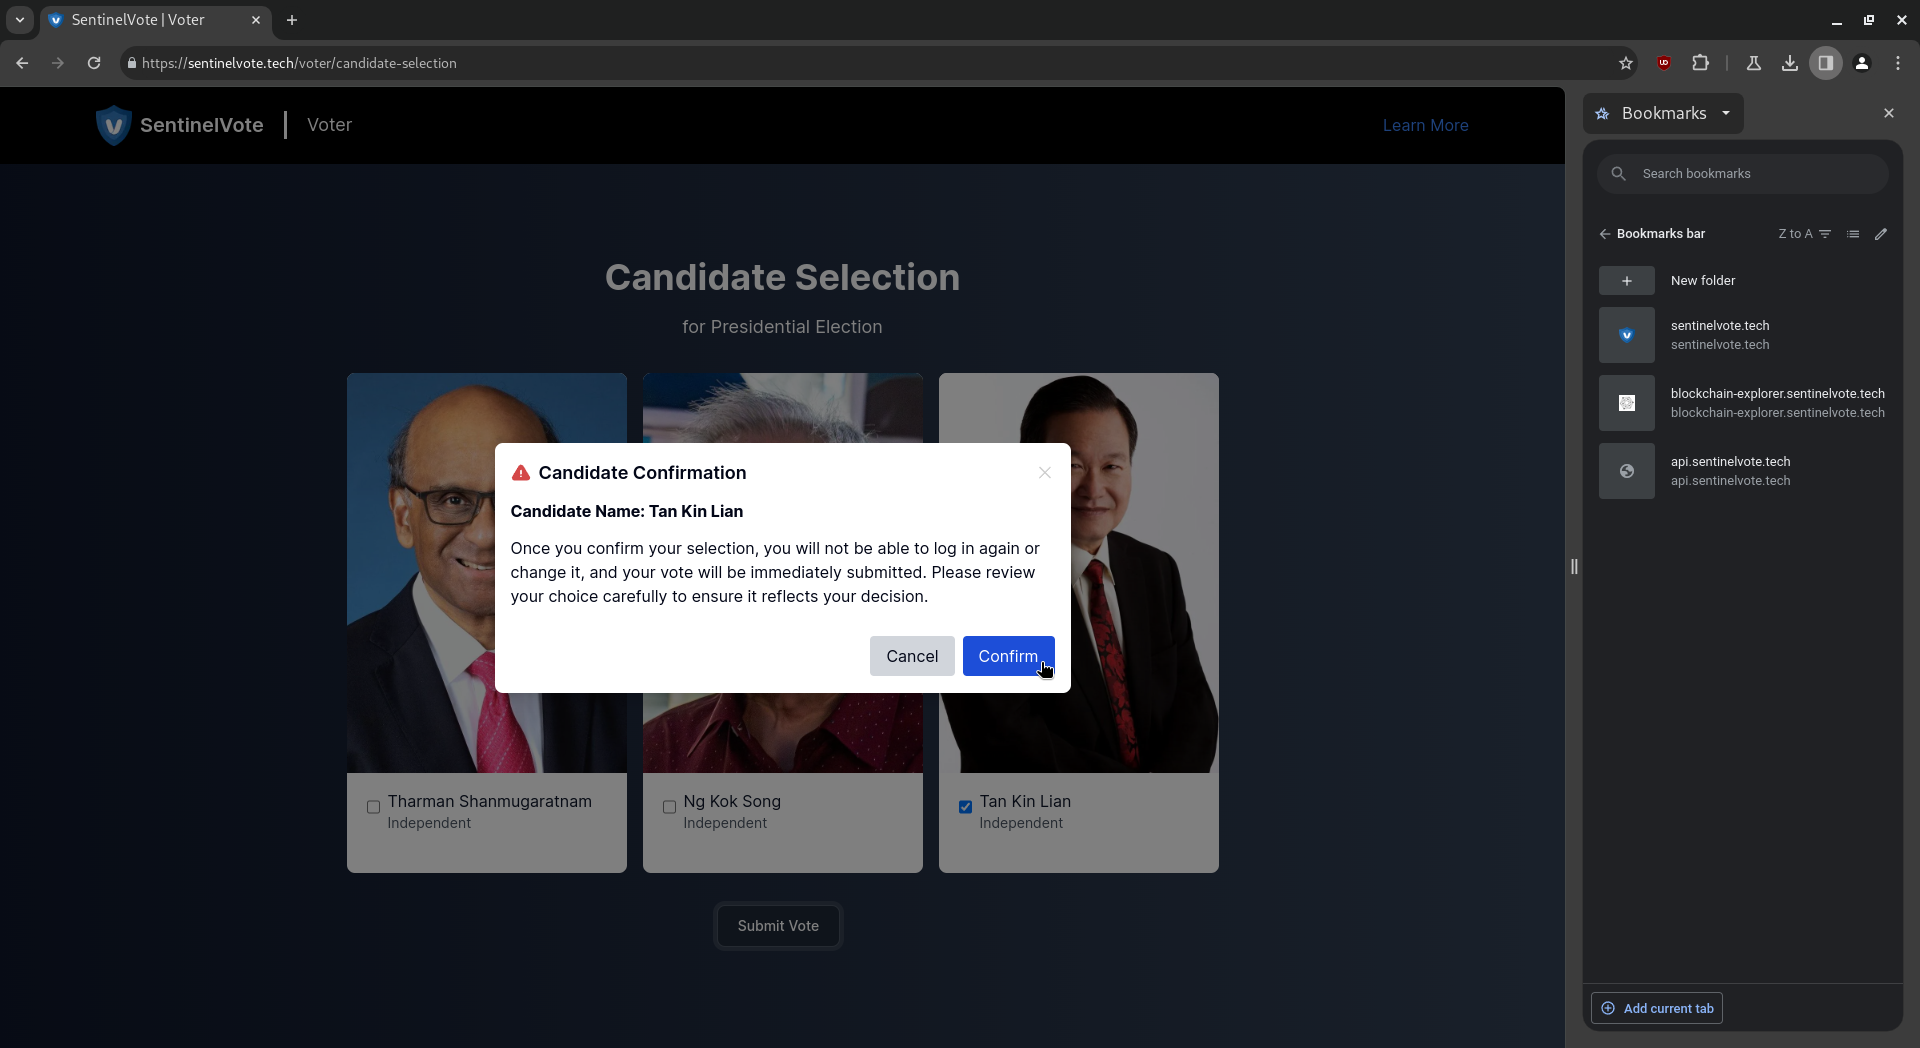 SentinelVote | Voter
https://sentinelvote.tech/voter/candidate-selection
SentinelVote | Voter
Learn More
Candidate Selection
for Presidential Election
Candidate Confirmation
Candidate Name: Tan Kin Lian
Once you confirm your selection, you will not be able to log in again or
change it, and your vote will be immediately submitted. Please review
your choice carefully to ensure it reflects your decision.
Cancel
Confirm
Tharman Shanmugaratnam
Independent
Ng Kok Song
Independent
Tan Kin Lian
Independent
Submit Vote
Bookmarks
Search bookmarks
Bookmarks bar
Z to A
New folder
sentinelvote.tech
sentinelvote.tech
blockchain-explorer.sentinelvote.tech
blockchain-explorer.sentinelvote.tech
api.sentinelvote.tech
api.sentinelvote.tech
Add current tab